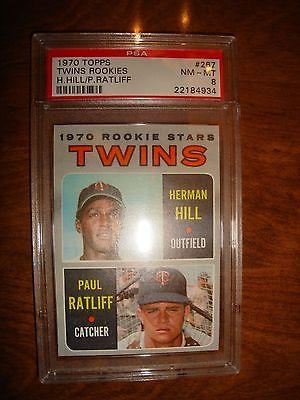 PSA
1970 TOPPS #267
TWINS ROOKIES NM - MT
H.HILL/P.RATLIFF 8
22184934
1970 ROOKIE STARS
TWINS
HERMAN
HILL
OUTFIELD
PAUL
RATLIFF
CATCHER